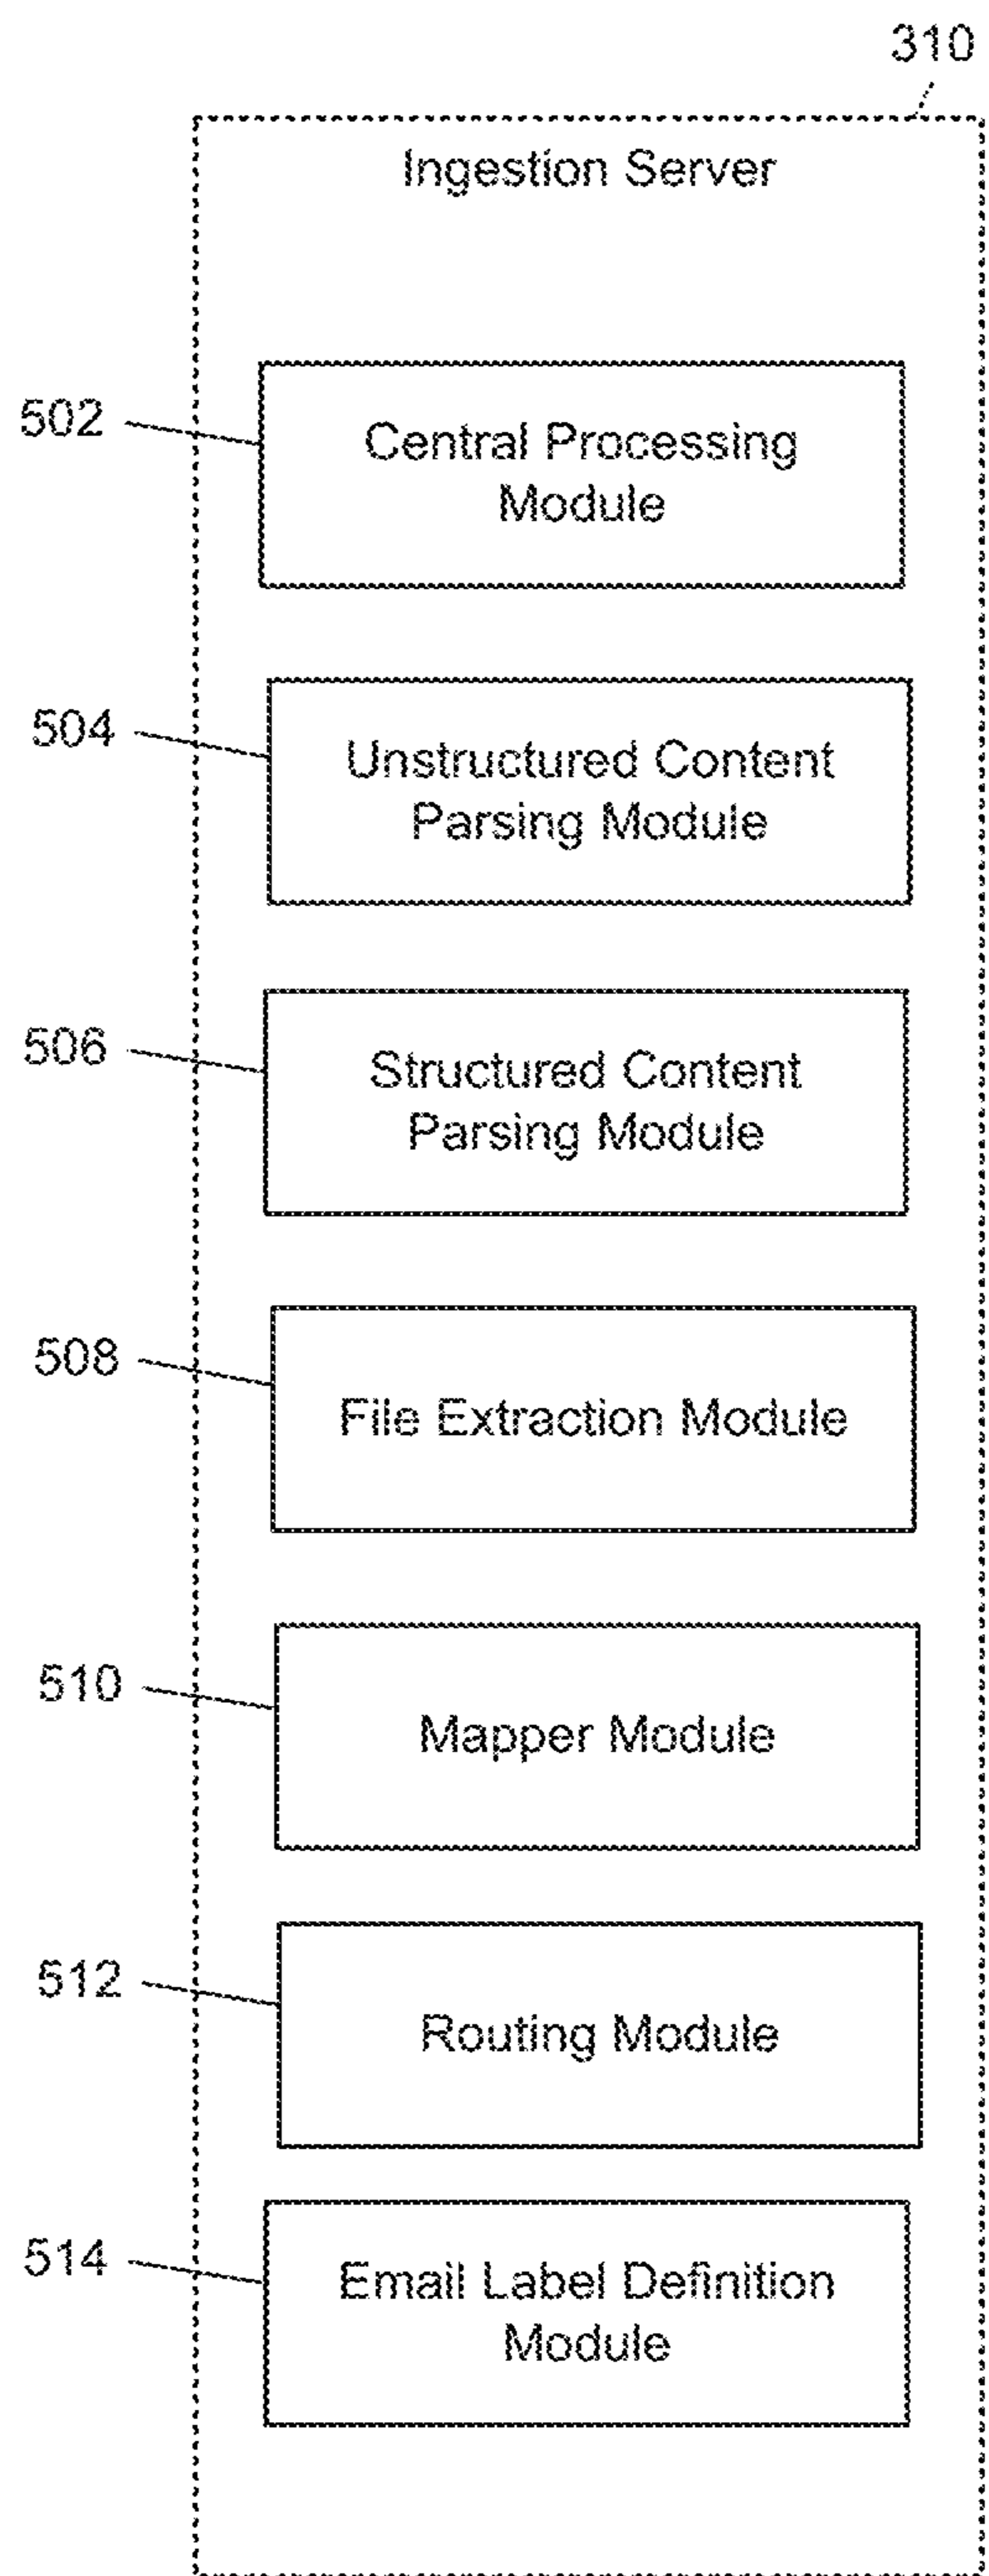 310
Ingestion Server
502
Central Processing
Module
504
Unstructured Content
Parsing Module
506
Structured Content
Parsing Module
508
File Extraction Module
510
Mapper Module
512
Routing Module
514
Email Label Definition
Module